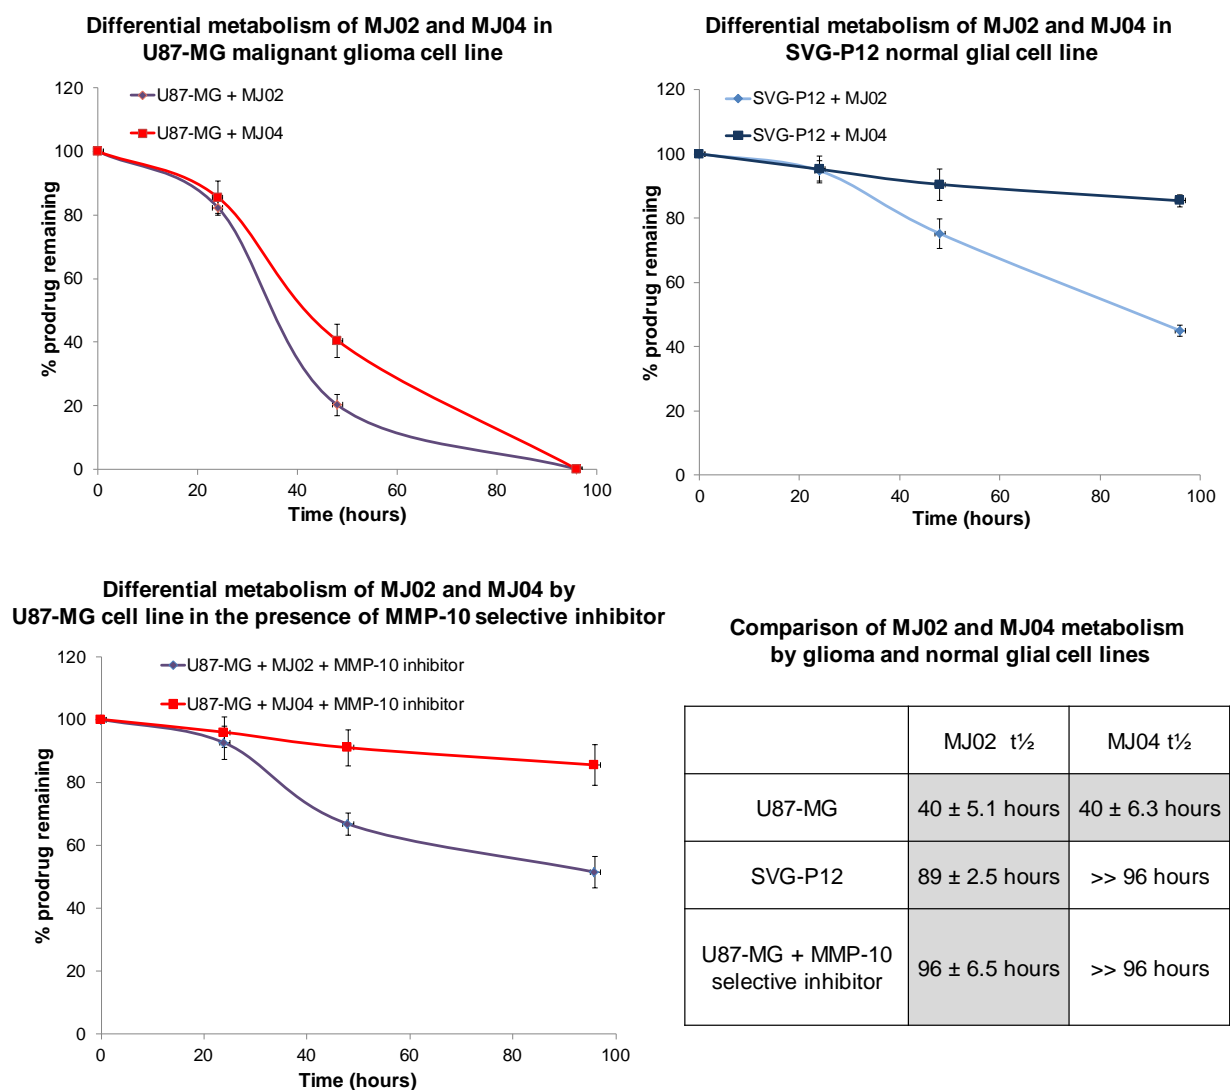 Differential metabolism of MJ02 and MJ04 in
U87-MG malignant glioma cell line
U87-MG + MJ02
U87-MG + MJ04
% prodrug remaining
120
100
80
60
40
20
0
0 20 40 60 80 100
Time (hours)
Differential metabolism of MJ02 and MJ04 in
SVG-P12 normal glial cell line
SVG-P12 + MJ02
SVG-P12 + MJ04
% prodrug remaining
120
100
80
60
40
20
0
0 20 40 60 80 100
Time (hours)
Differential metabolism of MJ02 and MJ04 by
U87-MG cell line in the presence of MMP-10 selective inhibitor
U87-MG + MJ02 + MMP-10 inhibitor
U87-MG + MJ04 + MMP-10 inhibitor
% prodrug remaining
120
100
80
60
40
20
0
0 20 40 60 80 100
Time (hours)
Comparison of MJ02 and MJ04 metabolism
by glioma and normal glial cell lines
MJ02 t½ MJ04 t½
U87-MG 40 ± 5.1 hours 40 ± 6.3 hours
SVG-P12 89 ± 2.5 hours >> 96 hours
U87-MG + MMP-10
selective inhibitor 96 ± 6.5 hours >> 96 hours